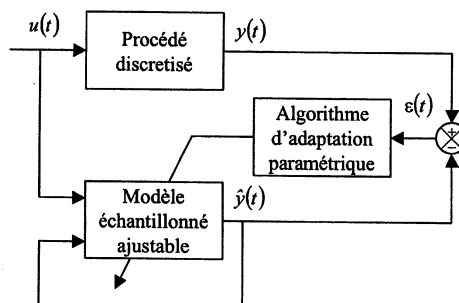 u(t)
Procédé
discretisé
y(t)
Algorithme
d'adaptation
paramétrique
ε(t)
+
−
Modèle
échantillonné
ajustable
ŷ(t)